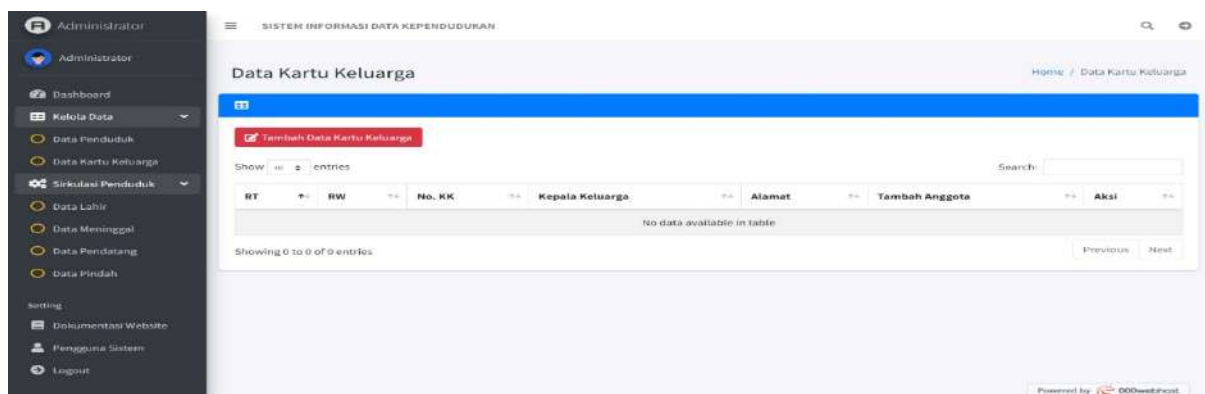 Administrator
SISTEM INFORMASI DATA KEPENDUDUKAN
Administrator
Data Kartu Keluarga
Home / Data Kartu Keluarga
Dashboard
Kelola Data
Data Penduduk
Data Kartu Keluarga
Sirkulasi Penduduk
Data Lahir
Data Meninggal
Data Pendatang
Data Pindah
Setting
Dokumentasi Website
Pengguna Sistem
Logout
Tambah Data Kartu Keluarga
Show 10 entries
Search:
RT RW No. KK Kepala Keluarga Alamat Tambah Anggota Aksi
No data available in table
Showing 0 to 0 of 0 entries
Previous Next
Powered by 000webhost